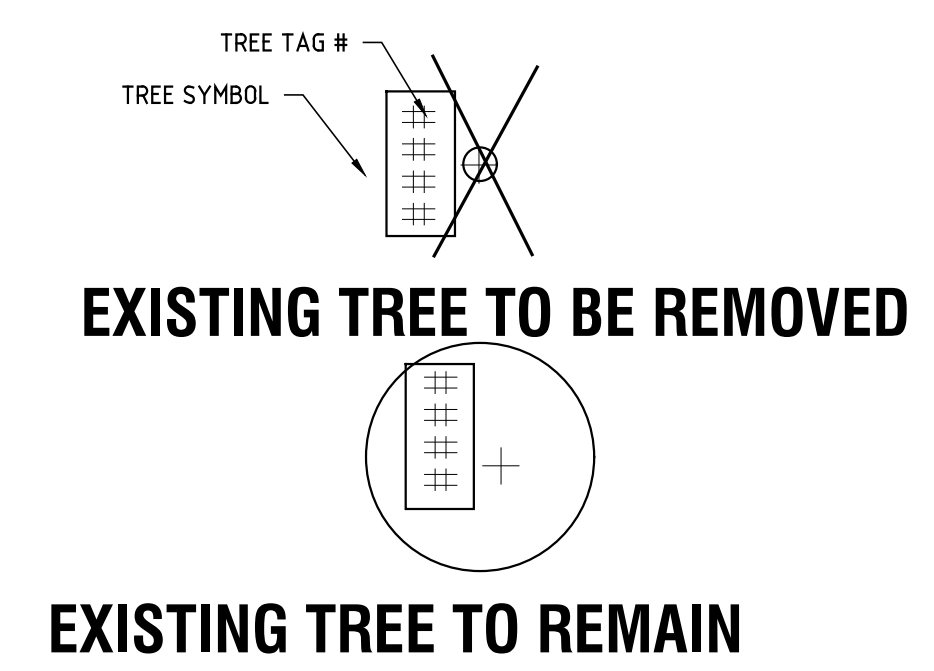 TREE TAG #
TREE SYMBOL
#
#
#
#
EXISTING TREE TO BE REMOVED
#
#
#
#
EXISTING TREE TO REMAIN